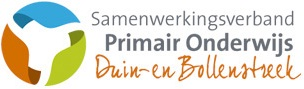 Samenwerkingsverband
Primair Onderwijs
Duin- en Bollenstreek